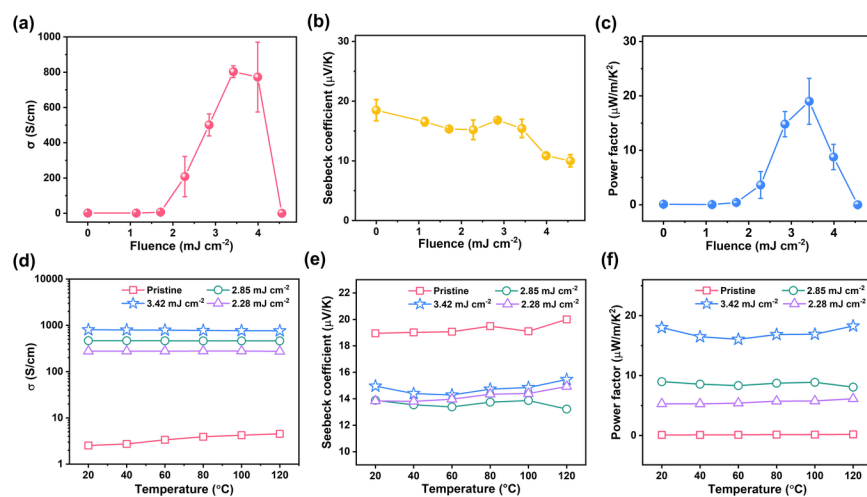 (a)
1000
800
600
400
200
0
σ (S/cm)
0 1 2 3 4
Fluence (mJ cm⁻²)
(b)
30
20
10
0
Seebeck coefficient (μV/K)
0 1 2 3 4
Fluence (mJ cm⁻²)
(c)
30
20
10
0
Power factor (μW/m/K²)
0 1 2 3 4
Fluence (mJ cm⁻²)
(d)
Pristine 2.85 mJ cm⁻²
3.42 mJ cm⁻² 2.28 mJ cm⁻²
10000
1000
100
10
1
σ (S/cm)
20 40 60 80 100 120
Temperature (°C)
(e)
Pristine 2.85 mJ cm⁻²
3.42 mJ cm⁻² 2.28 mJ cm⁻²
22
20
18
16
14
12
10
Seebeck coefficient (μV/K)
20 40 60 80 100 120
Temperature (°C)
(f)
Pristine 2.85 mJ cm⁻²
3.42 mJ cm⁻² 2.28 mJ cm⁻²
20
10
0
Power factor (μW/m/K²)
20 40 60 80 100 120
Temperature (°C)